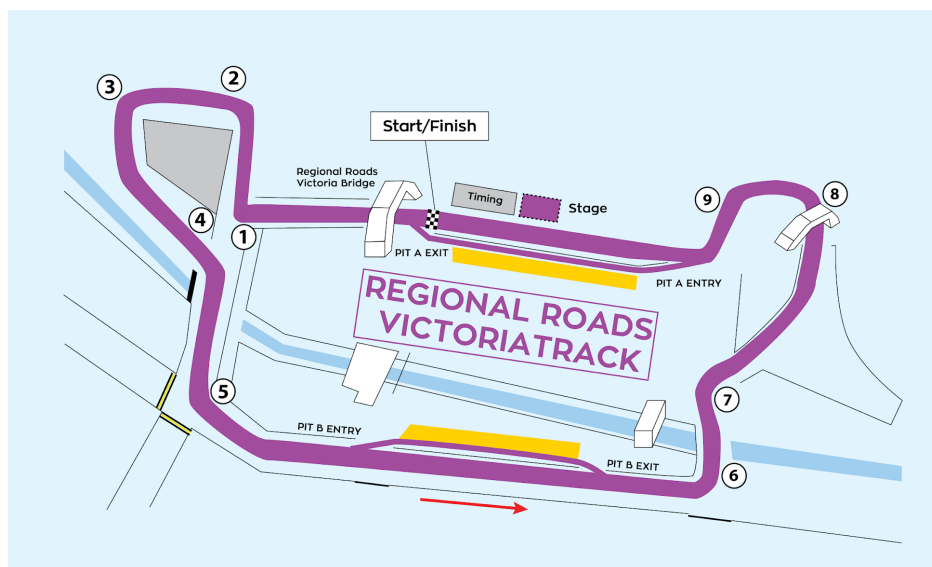 2
3
Start/Finish
Regional Roads
Victoria Bridge
Timing
Stage
9
8
4
1
PIT A EXIT
PIT A ENTRY
REGIONAL ROADS
VICTORIATRACK
5
7
PIT B ENTRY
PIT B EXIT
6